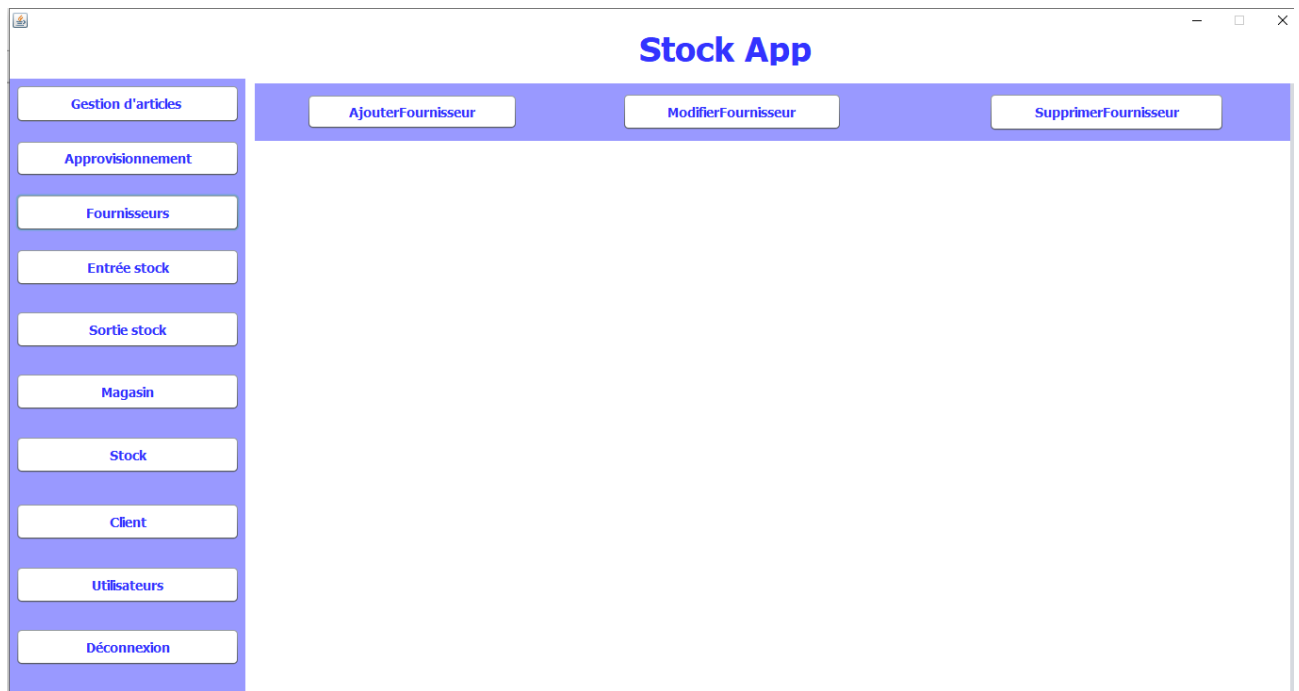 Stock App
Gestion d'articles
Approvisionnement
Fournisseurs
Entrée stock
Sortie stock
Magasin
Stock
Client
Utilisateurs
Déconnexion
AjouterFournisseur
ModifierFournisseur
SupprimerFournisseur